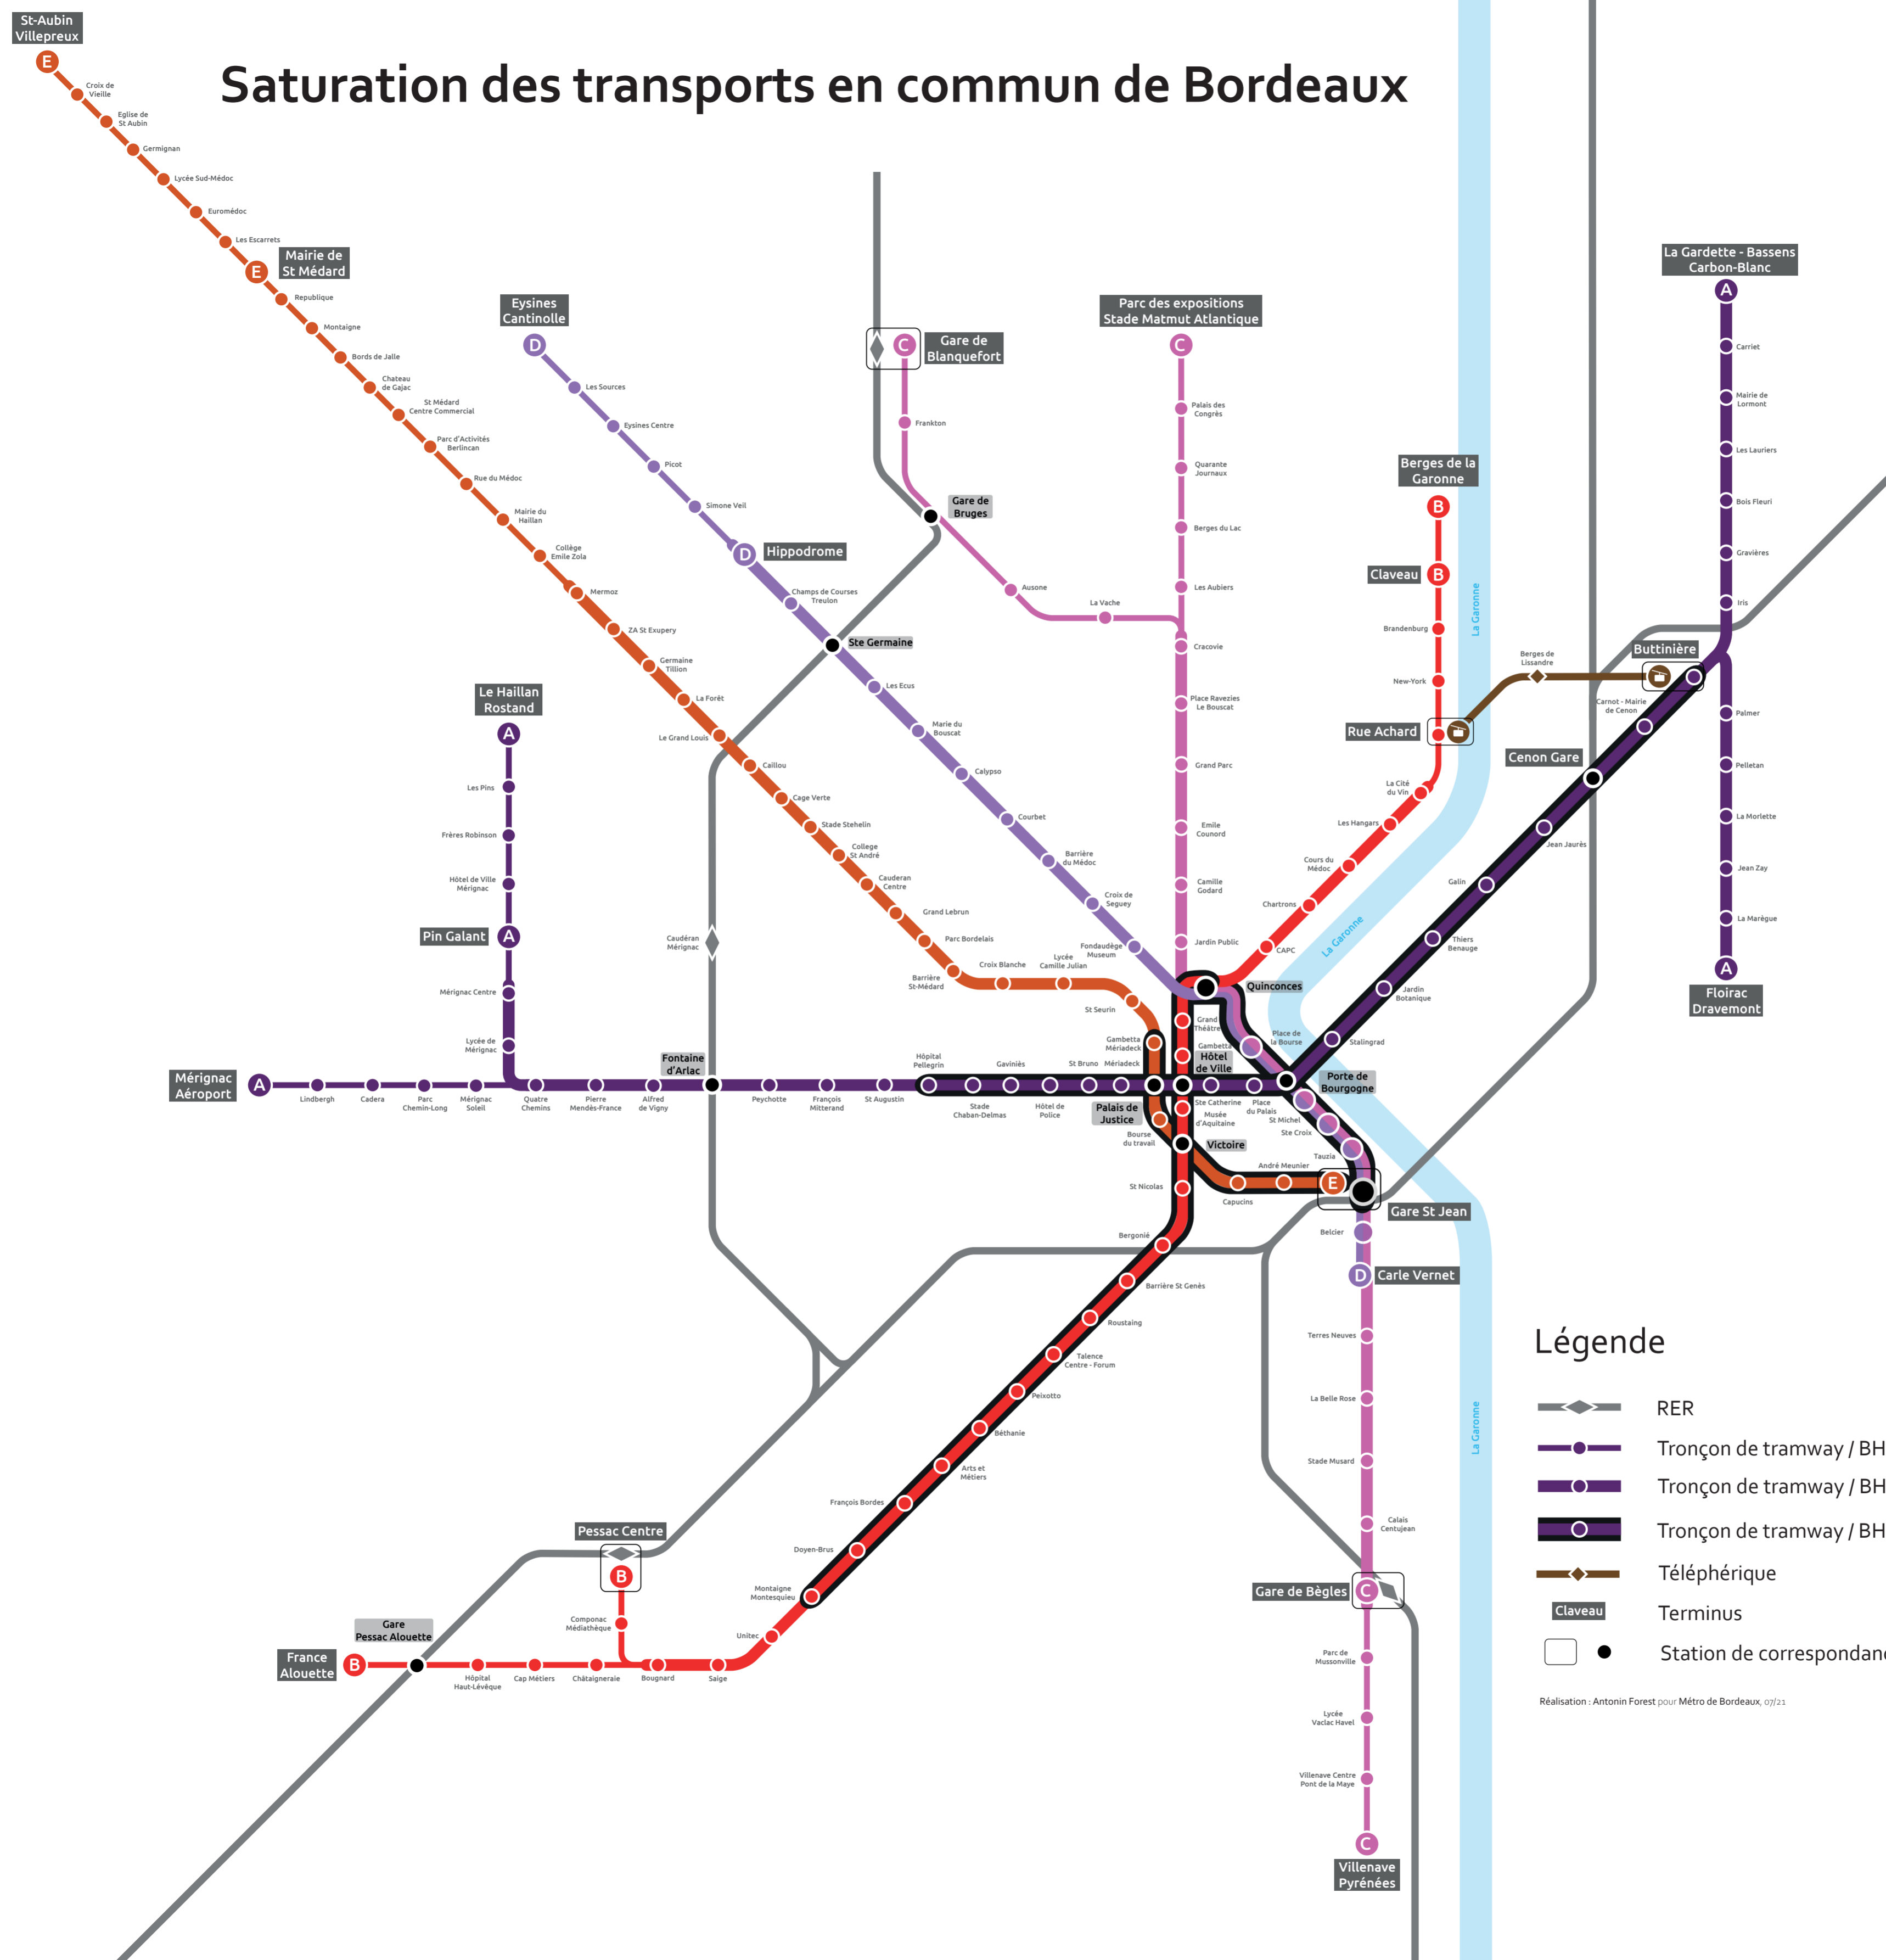 St-Aubin
Villepreux
E
Saturation des transports en commun de Bordeaux
Croix de
Vieille
Eglise de
St Aubin
Germignan
Lycée Sud-Médoc
Euromédoc
Les Escarrets
E
Mairie de
St Médard
Republique
Montaigne
Bords de Jalle
Chateau
de Gajac
St Médard
Centre Commercial
Parc d'Activités
Berlincan
Rue du Médoc
Mairie du
Haillan
Collège
Emile Zola
Mermoz
ZA St Exupery
Germaine
Tillion
La Forêt
Le Grand Louis
Caillou
Cage Verte
Stade Stehelin
College
St André
Cauderan
Centre
Grand Lebrun
Parc Bordelais
Barrière
St-Médard
Croix Blanche
Lycée
Camille Julian
St Seurin
Gambetta
Mériadeck
Eysines
Cantinolle
D
Les Sources
Eysines Centre
Picot
Simone Veil
D
Hippodrome
Champs de Courses
Treulon
Ste Germaine
Les Ecus
Marie du
Bouscat
Calypso
Courbet
Barrière
du Médoc
Croix de
Seguey
Fondaudège
Museum
C
Gare de
Blanquefort
Frankton
Gare de
Bruges
Ausone
La Vache
Parc des expositions
Stade Matmut Atlantique
C
Palais des
Congrès
Quarante
Journaux
Berges du Lac
Les Aubiers
Cracovie
Place Ravezies
Le Bouscat
Grand Parc
Emile
Counord
Camille
Godard
Jardin Public
Berges de la
Garonne
B
Claveau
B
Brandenburg
New-York
Rue Achard
La Cité
du Vin
Les Hangars
Cours du
Médoc
Chartrons
CAPC
Quinconces
La Garonne
La Garonne
La Garonne
Berges de
Lissandre
La Gardette - Bassens
Carbon-Blanc
A
Carriet
Mairie de
Lormont
Les Lauriers
Bois Fleuri
Gravières
Iris
Buttinière
Palmer
Pelletan
La Morlette
Jean Zay
La Marègue
A
Floirac
Dravemont
Carnot - Mairie
de Cenon
Cenon Gare
Jean Jaurès
Galin
Thiers
Benauge
Jardin
Botanique
Stalingrad
Porte de
Bourgogne
Le Haillan
Rostand
A
Les Pins
Frères Robinson
Hôtel de Ville
Mérignac
Pin Galant
A
Mérignac Centre
Lycée de
Mérignac
Caudéran
Mérignac
Mérignac
Aéroport
A
Lindbergh
Cadera
Parc
Chemin-Long
Mérignac
Soleil
Quatre
Chemins
Pierre
Mendès-France
Alfred
de Vigny
Fontaine
d'Arlac
Peychotte
François
Mitterand
St Augustin
Hôpital
Pellegrin
Stade
Chaban-Delmas
Gaviniès
Hôtel de
Police
St Bruno
Mériadeck
Palais de
Justice
Grand
Théâtre
Gambetta
Hôtel
de Ville
Ste Catherine
Place
du Palais
Place de
la Bourse
Musée
d'Aquitaine
Bourse
du travail
Victoire
St Michel
Ste Croix
Tauzia
Capucins
André Meunier
E
Gare St Jean
St Nicolas
Bergonié
Barrière St Genès
Roustaing
Talence
Centre - Forum
Peixotto
Béthanie
Arts et
Métiers
François Bordes
Doyen-Brus
Montaigne
Montesquieu
Unitec
Saige
Bougnard
Pessac Centre
B
Componac
Médiathèque
Châtaigneraie
Cap Métiers
Hôpital
Haut-Lévêque
Gare
Pessac Alouette
France
Alouette
B
Belcier
D
Carle Vernet
Terres Neuves
La Belle Rose
Stade Musard
Calais
Centujean
Gare de Bègles
C
Parc de
Mussonville
Lycée
Vaclac Havel
Villenave Centre
Pont de la Maye
C
Villenave
Pyrénées
Légende
RER
Tronçon de tramway / BH
Tronçon de tramway / BH
Tronçon de tramway / BH
Téléphérique
Claveau
Terminus
Station de correspondan
Réalisation : Antonin Forest pour Métro de Bordeaux, 07/21